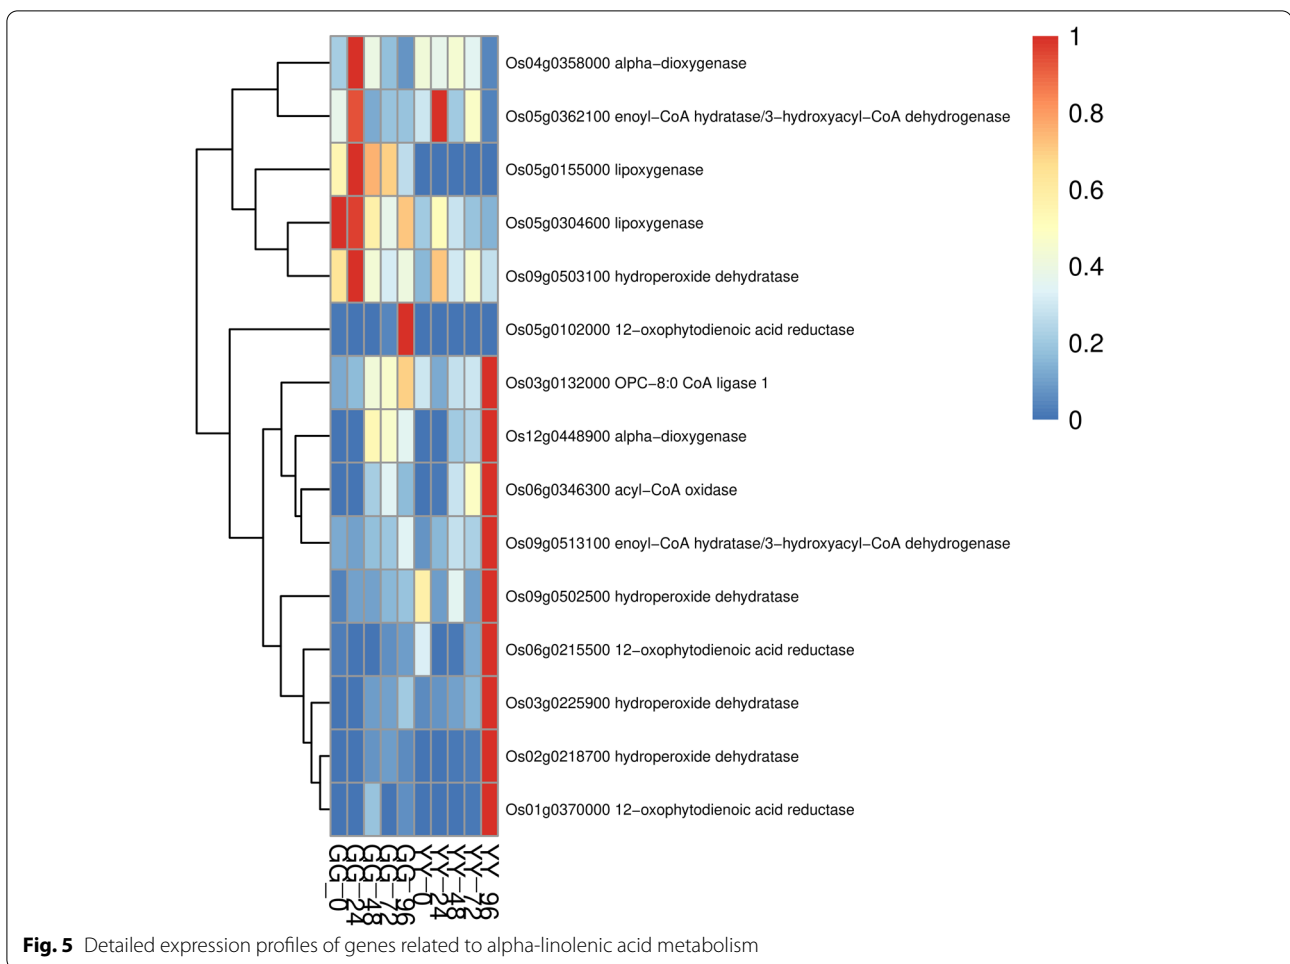 1
0.8
0.6
0.4
0.2
0
Os04g0358000 alpha−dioxygenase
Os05g0362100 enoyl−CoA hydratase/3−hydroxyacyl−CoA dehydrogenase
Os05g0155000 lipoxygenase
Os05g0304600 lipoxygenase
Os09g0503100 hydroperoxide dehydratase
Os05g0102000 12−oxophytodienoic acid reductase
Os03g0132000 OPC−8:0 CoA ligase 1
Os12g0448900 alpha−dioxygenase
Os06g0346300 acyl−CoA oxidase
Os09g0513100 enoyl−CoA hydratase/3−hydroxyacyl−CoA dehydrogenase
Os09g0502500 hydroperoxide dehydratase
Os06g0215500 12−oxophytodienoic acid reductase
Os03g0225900 hydroperoxide dehydratase
Os02g0218700 hydroperoxide dehydratase
Os01g0370000 12−oxophytodienoic acid reductase
GG_0
GG_24
GG_48
GG_72
GG_96
YY_0
YY_24
YY_48
YY_72
YY_96
Fig. 5 Detailed expression profiles of genes related to alpha-linolenic acid metabolism